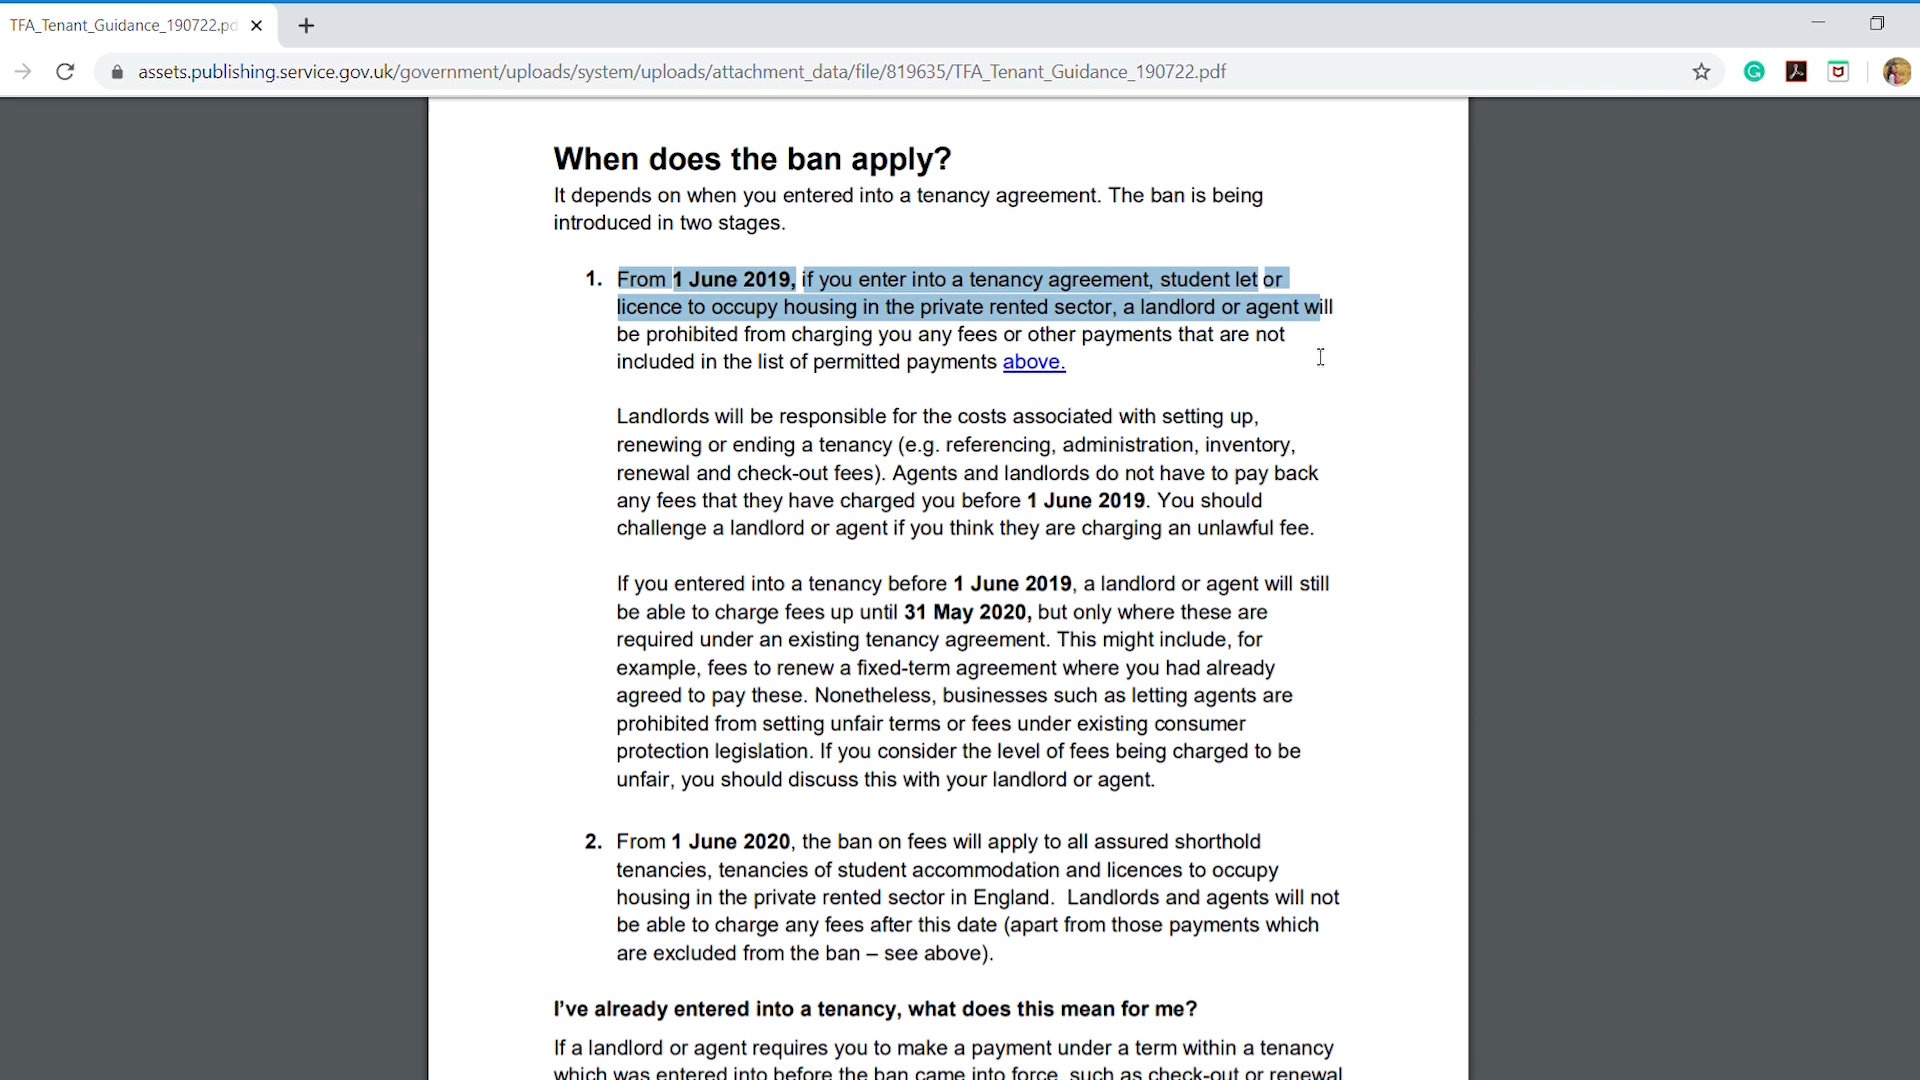 TFA_Tenant_Guidance_190722.pd
assets.publishing.service.gov.uk/government/uploads/system/uploads/attachment_data/file/819635/TFA_Tenant_Guidance_190722.pdf
When does the ban apply?
It depends on when you entered into a tenancy agreement. The ban is being
introduced in two stages.
1. From 1 June 2019, if you enter into a tenancy agreement, student let or
licence to occupy housing in the private rented sector, a landlord or agent will
be prohibited from charging you any fees or other payments that are not
included in the list of permitted payments above.
Landlords will be responsible for the costs associated with setting up,
renewing or ending a tenancy (e.g. referencing, administration, inventory,
renewal and check-out fees). Agents and landlords do not have to pay back
any fees that they have charged you before 1 June 2019. You should
challenge a landlord or agent if you think they are charging an unlawful fee.
If you entered into a tenancy before 1 June 2019, a landlord or agent will still
be able to charge fees up until 31 May 2020, but only where these are
required under an existing tenancy agreement. This might include, for
example, fees to renew a fixed-term agreement where you had already
agreed to pay these. Nonetheless, businesses such as letting agents are
prohibited from setting unfair terms or fees under existing consumer
protection legislation. If you consider the level of fees being charged to be
unfair, you should discuss this with your landlord or agent.
2. From 1 June 2020, the ban on fees will apply to all assured shorthold
tenancies, tenancies of student accommodation and licences to occupy
housing in the private rented sector in England. Landlords and agents will not
be able to charge any fees after this date (apart from those payments which
are excluded from the ban – see above).
I've already entered into a tenancy, what does this mean for me?
If a landlord or agent requires you to make a payment under a term within a tenancy
which was entered into before the ban came into force, such as check-out or renewal